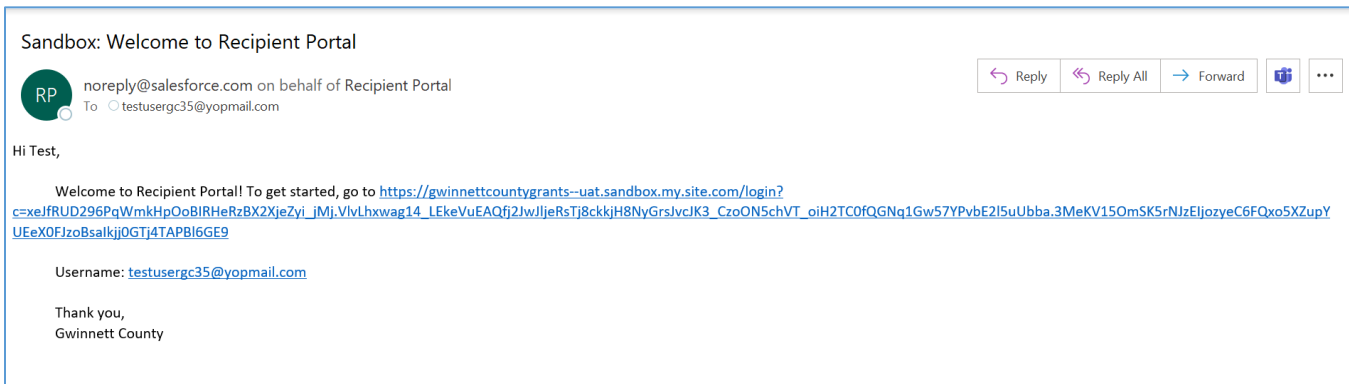 Sandbox: Welcome to Recipient Portal
RP
noreply@salesforce.com on behalf of Recipient Portal
To testusergc35@yopmail.com
Reply
Reply All
Forward
Hi Test,
Welcome to Recipient Portal! To get started, go to https://gwinnettcountygrants--uat.sandbox.my.site.com/login?
c=xeJfRUD296PqWmkHpOoBIRHeRzBX2XjeZyi_jMj.VlvLhxwag14_LEkeVuEAQfj2JwJljeRsTj8ckkjH8NyGrsJvcJK3_CzoON5chVT_oiH2TC0fQGNq1Gw57YPvbE2l5uUbba.3MeKV15OmSK5rNJzEIjozyeC6FQxo5XZupY
UEeX0FJzoBsaIkjj0GTj4TAPBl6GE9
Username: testusergc35@yopmail.com
Thank you,
Gwinnett County